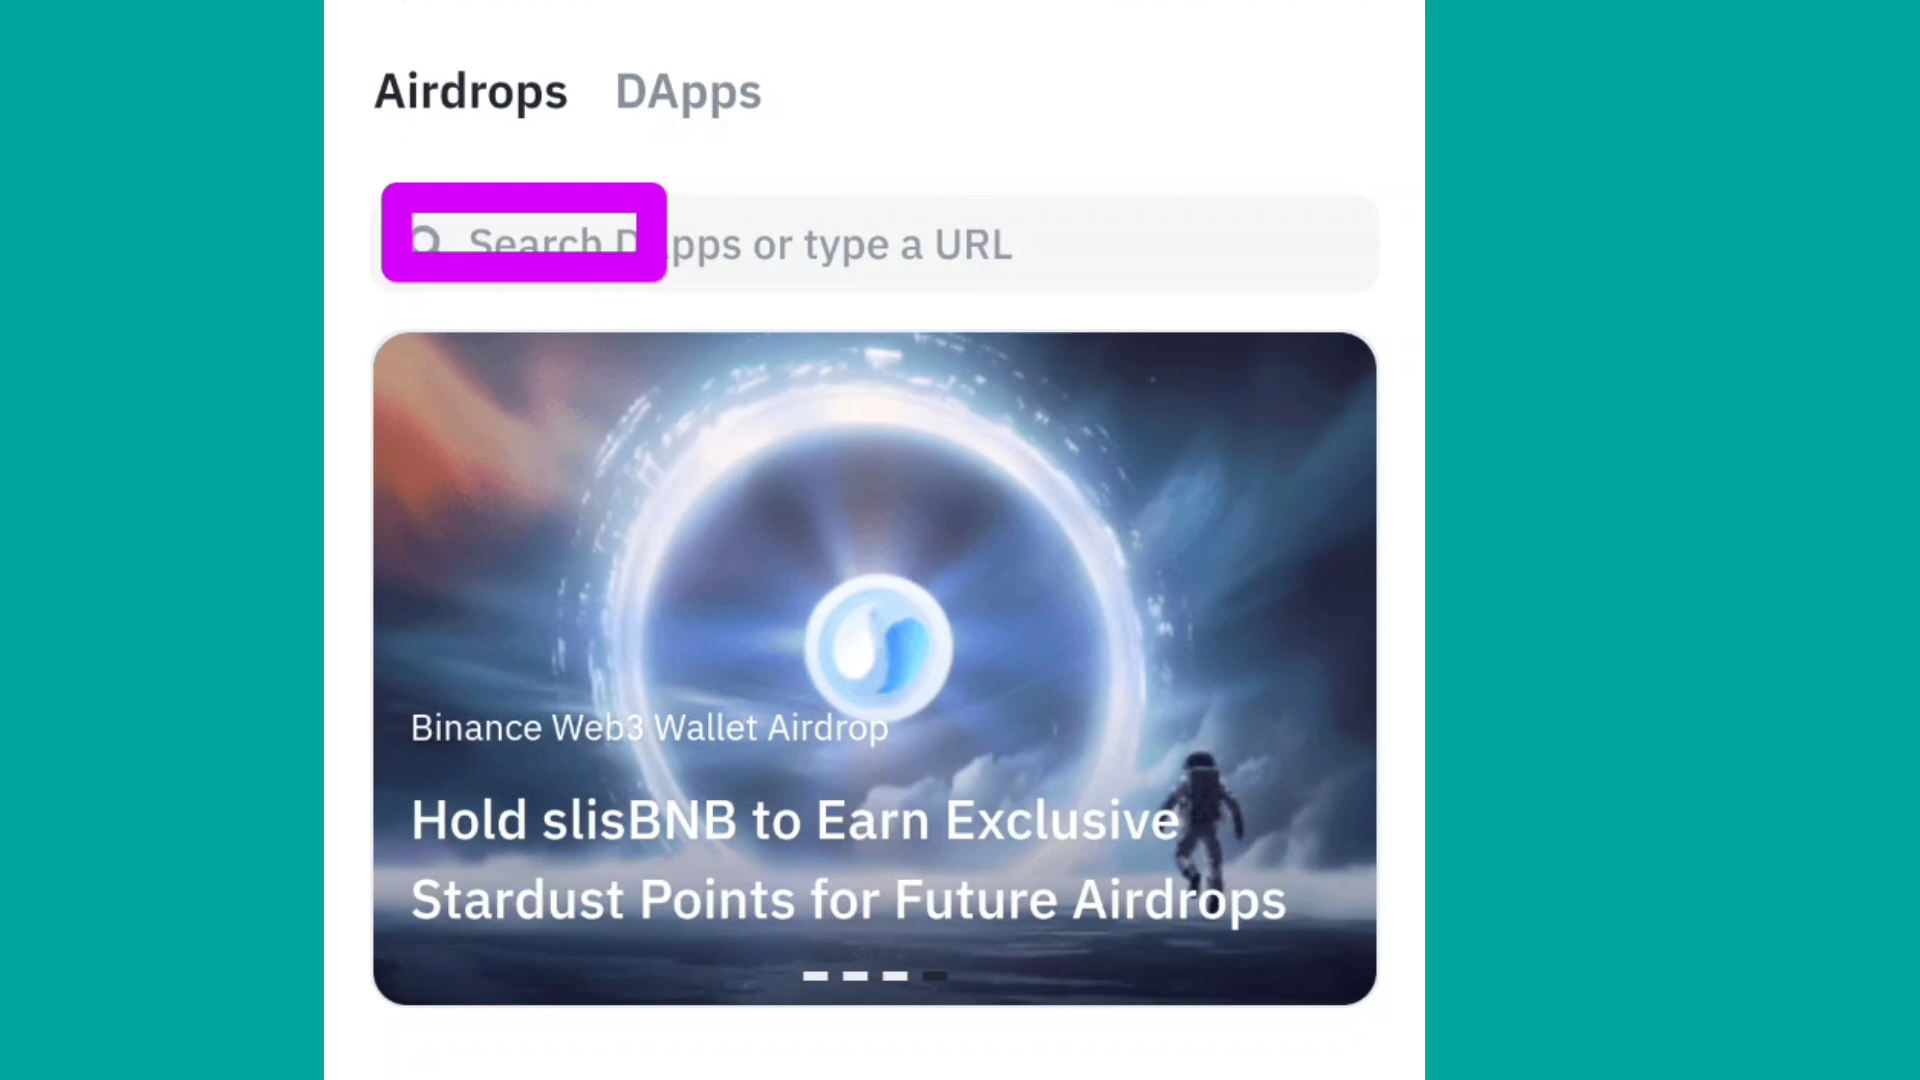 Airdrops DApps
Search DApps or type a URL
Binance Web3 Wallet Airdrop
Hold slisBNB to Earn Exclusive
Stardust Points for Future Airdrops